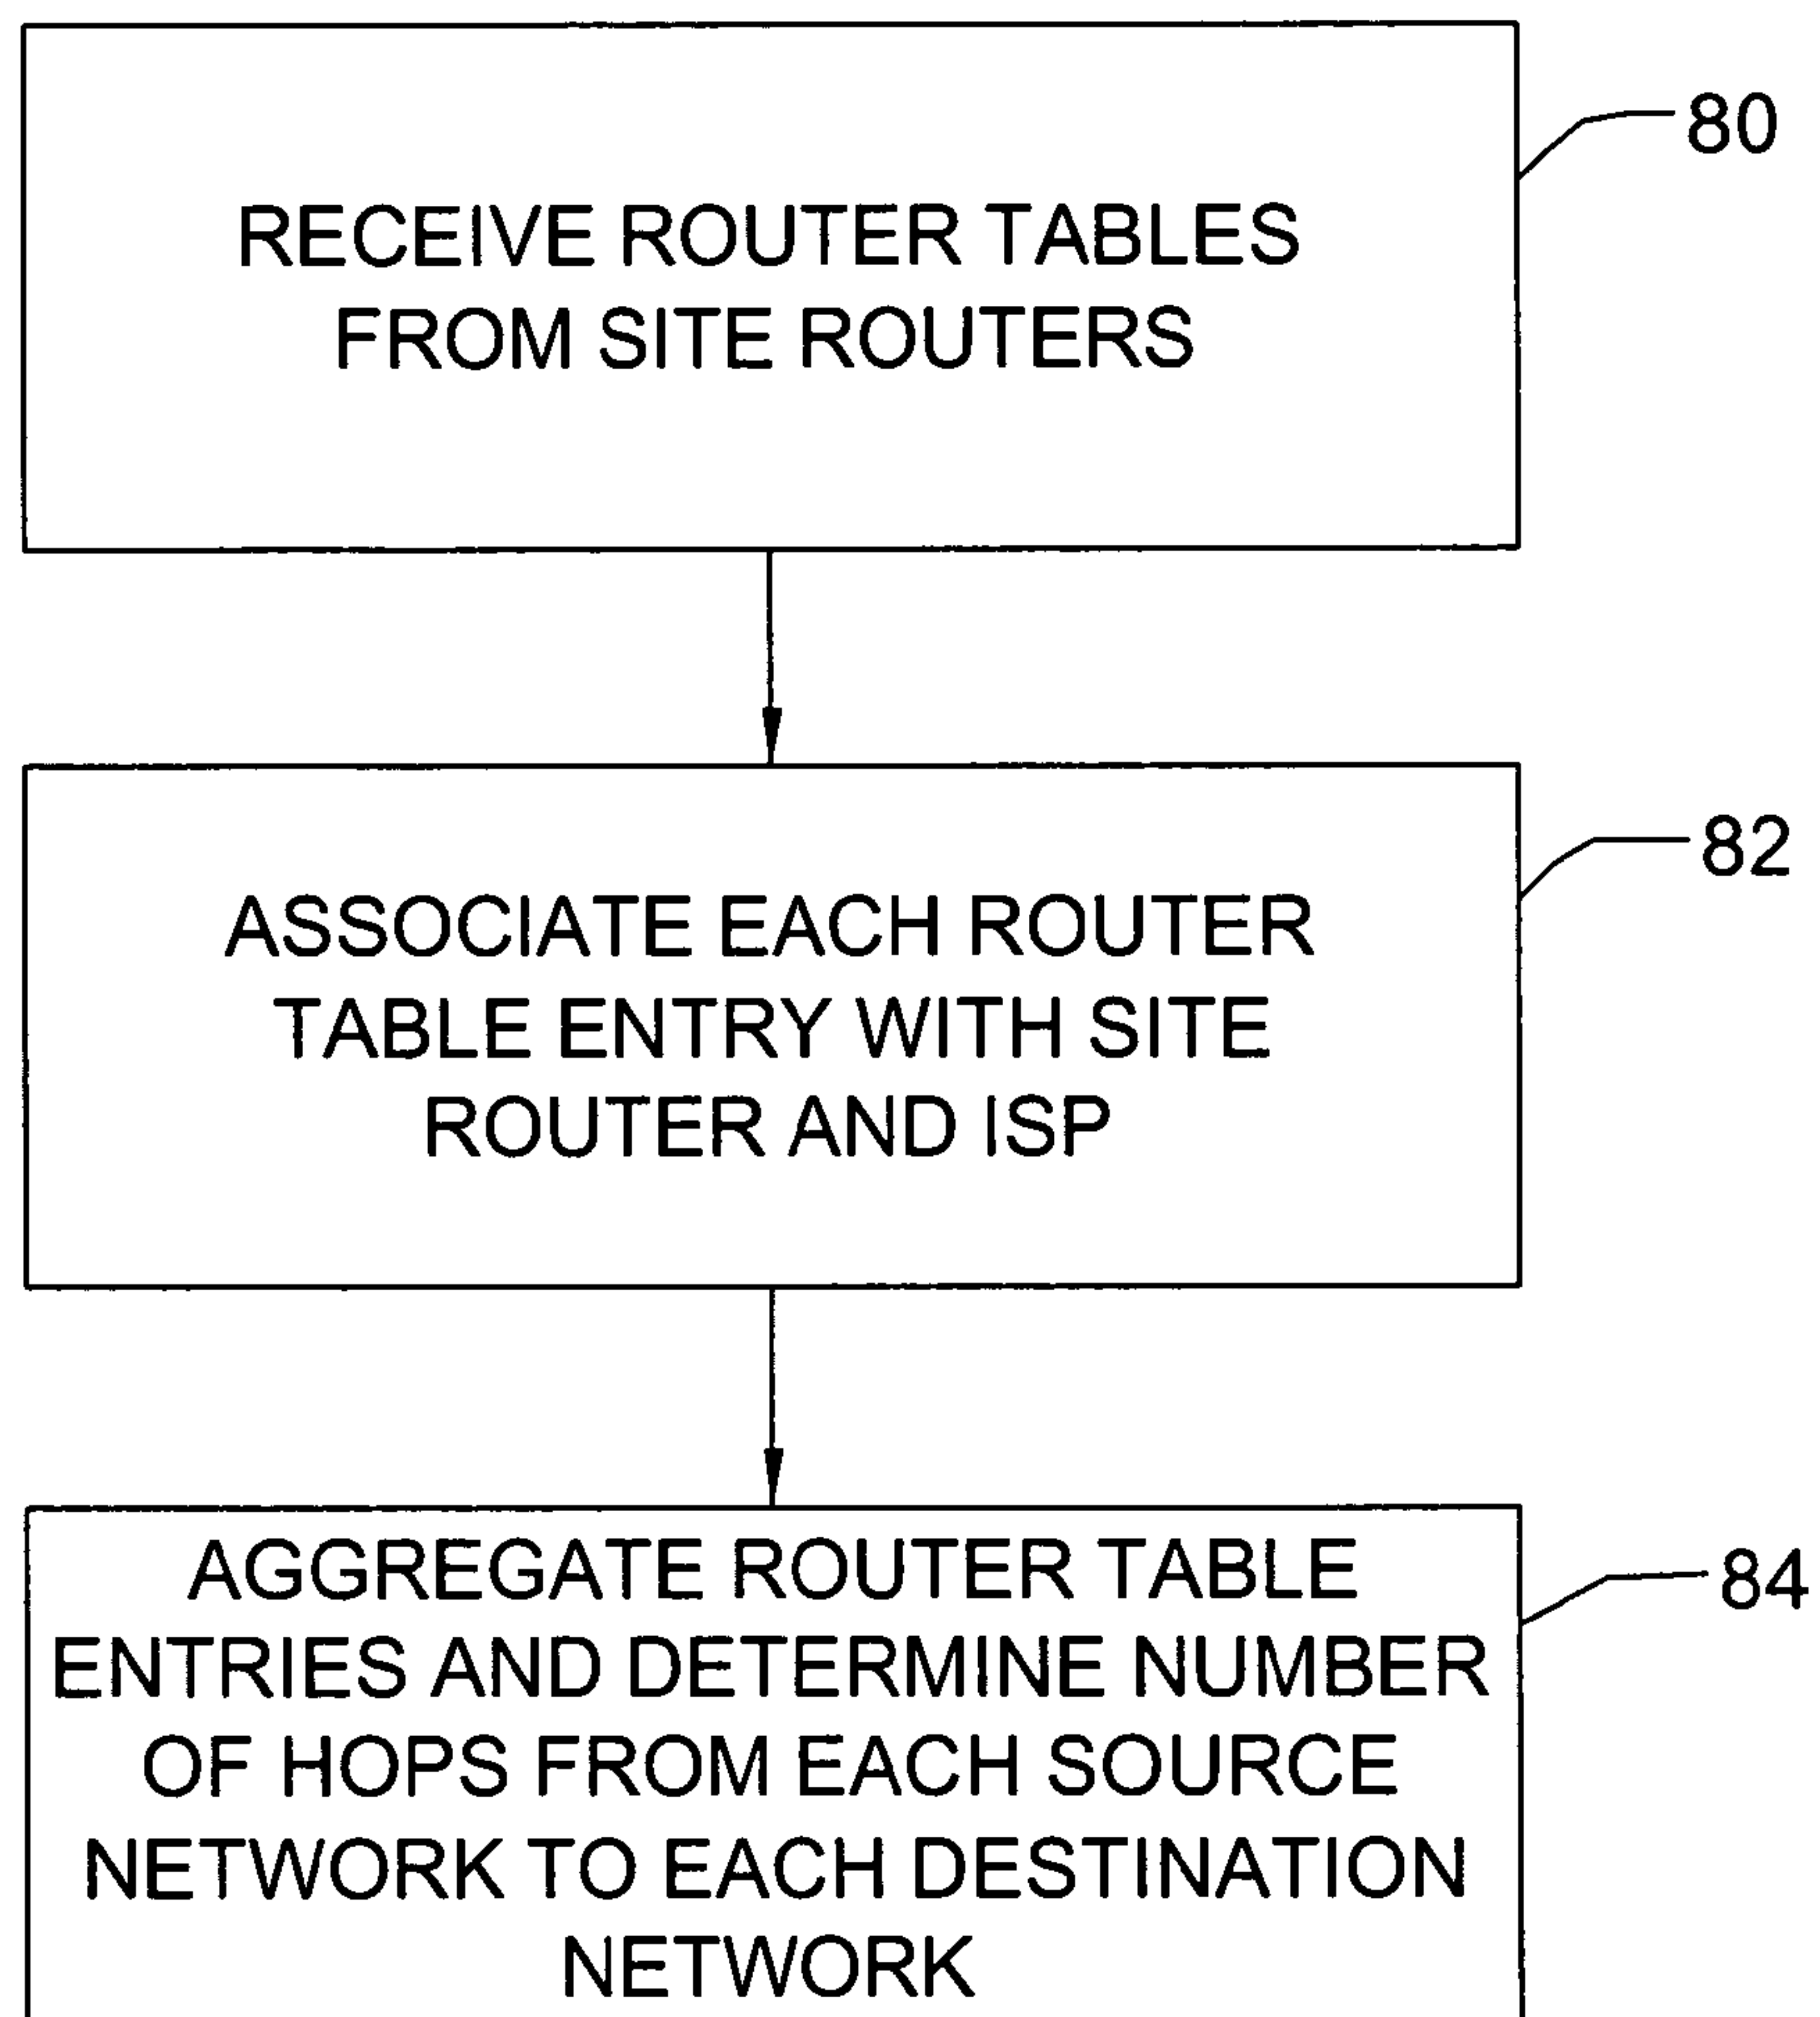 80
RECEIVE ROUTER TABLES
FROM SITE ROUTERS
82
ASSOCIATE EACH ROUTER
TABLE ENTRY WITH SITE
ROUTER AND ISP
84
AGGREGATE ROUTER TABLE
ENTRIES AND DETERMINE NUMBER
OF HOPS FROM EACH SOURCE
NETWORK TO EACH DESTINATION
NETWORK